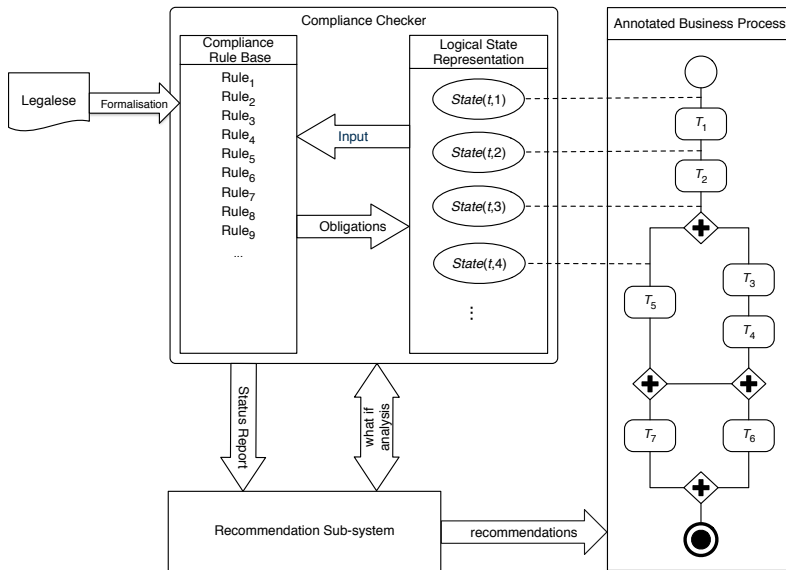 Compliance Checker
Annotated Business Process
Compliance
Rule Base
Logical State
Representation
Legalese
Formalisation
Rule1
Rule2
Rule3
Rule4
Rule5
Rule6
Rule7
Rule8
Rule9
...
Input
Obligations
State(t,1)
State(t,2)
State(t,3)
State(t,4)
...
T1
T2
T3
T5
T4
T7
T6
Status Report
what if
analysis
Recommendation Sub-system
recommendations